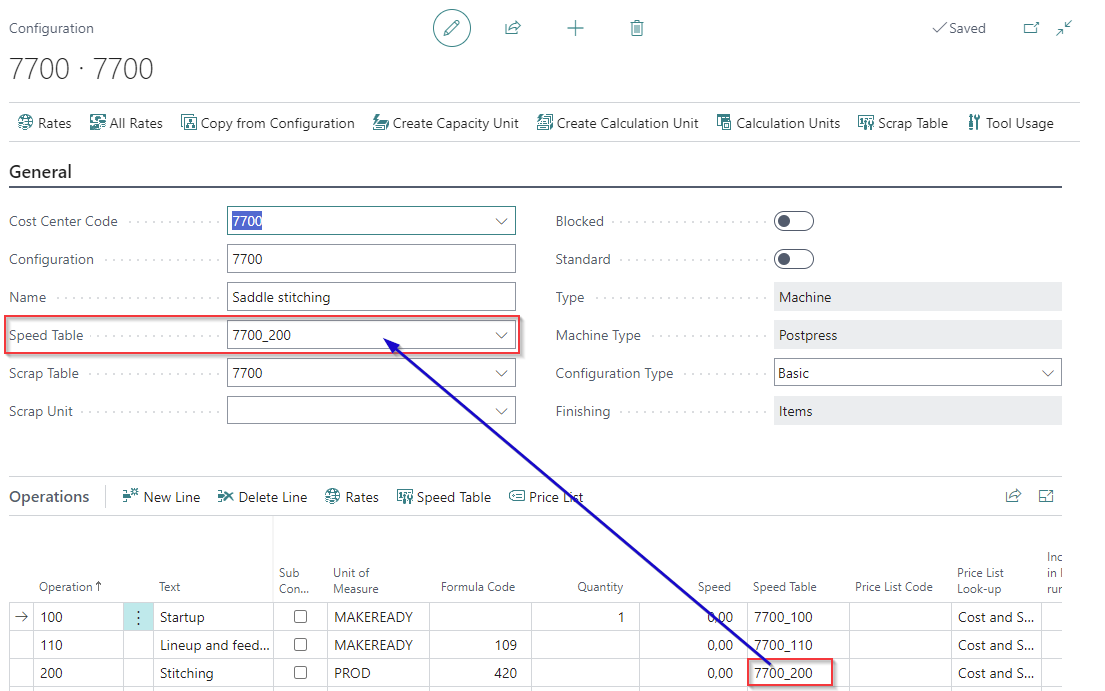 Configuration
Saved
7700 · 7700
Rates All Rates Copy from Configuration Create Capacity Unit Create Calculation Unit Calculation Units Scrap Table Tool Usage
General
Cost Center Code 7700 Blocked
Configuration 7700 Standard
Name Saddle stitching Type Machine
Speed Table 7700_200 Machine Type Postpress
Scrap Table 7700 Configuration Type Basic
Scrap Unit Finishing Items
Operations New Line Delete Line Rates Speed Table Price List
Operation Text Sub Con... Unit of Measure Formula Code Quantity Speed Speed Table Price List Code Price List Look-up Inc in run
100 Startup MAKEREADY 1 0,00 7700_100 Cost and S...
110 Lineup and feed... MAKEREADY 109 0,00 7700_110 Cost and S...
200 Stitching PROD 420 0,00 7700_200 Cost and S...